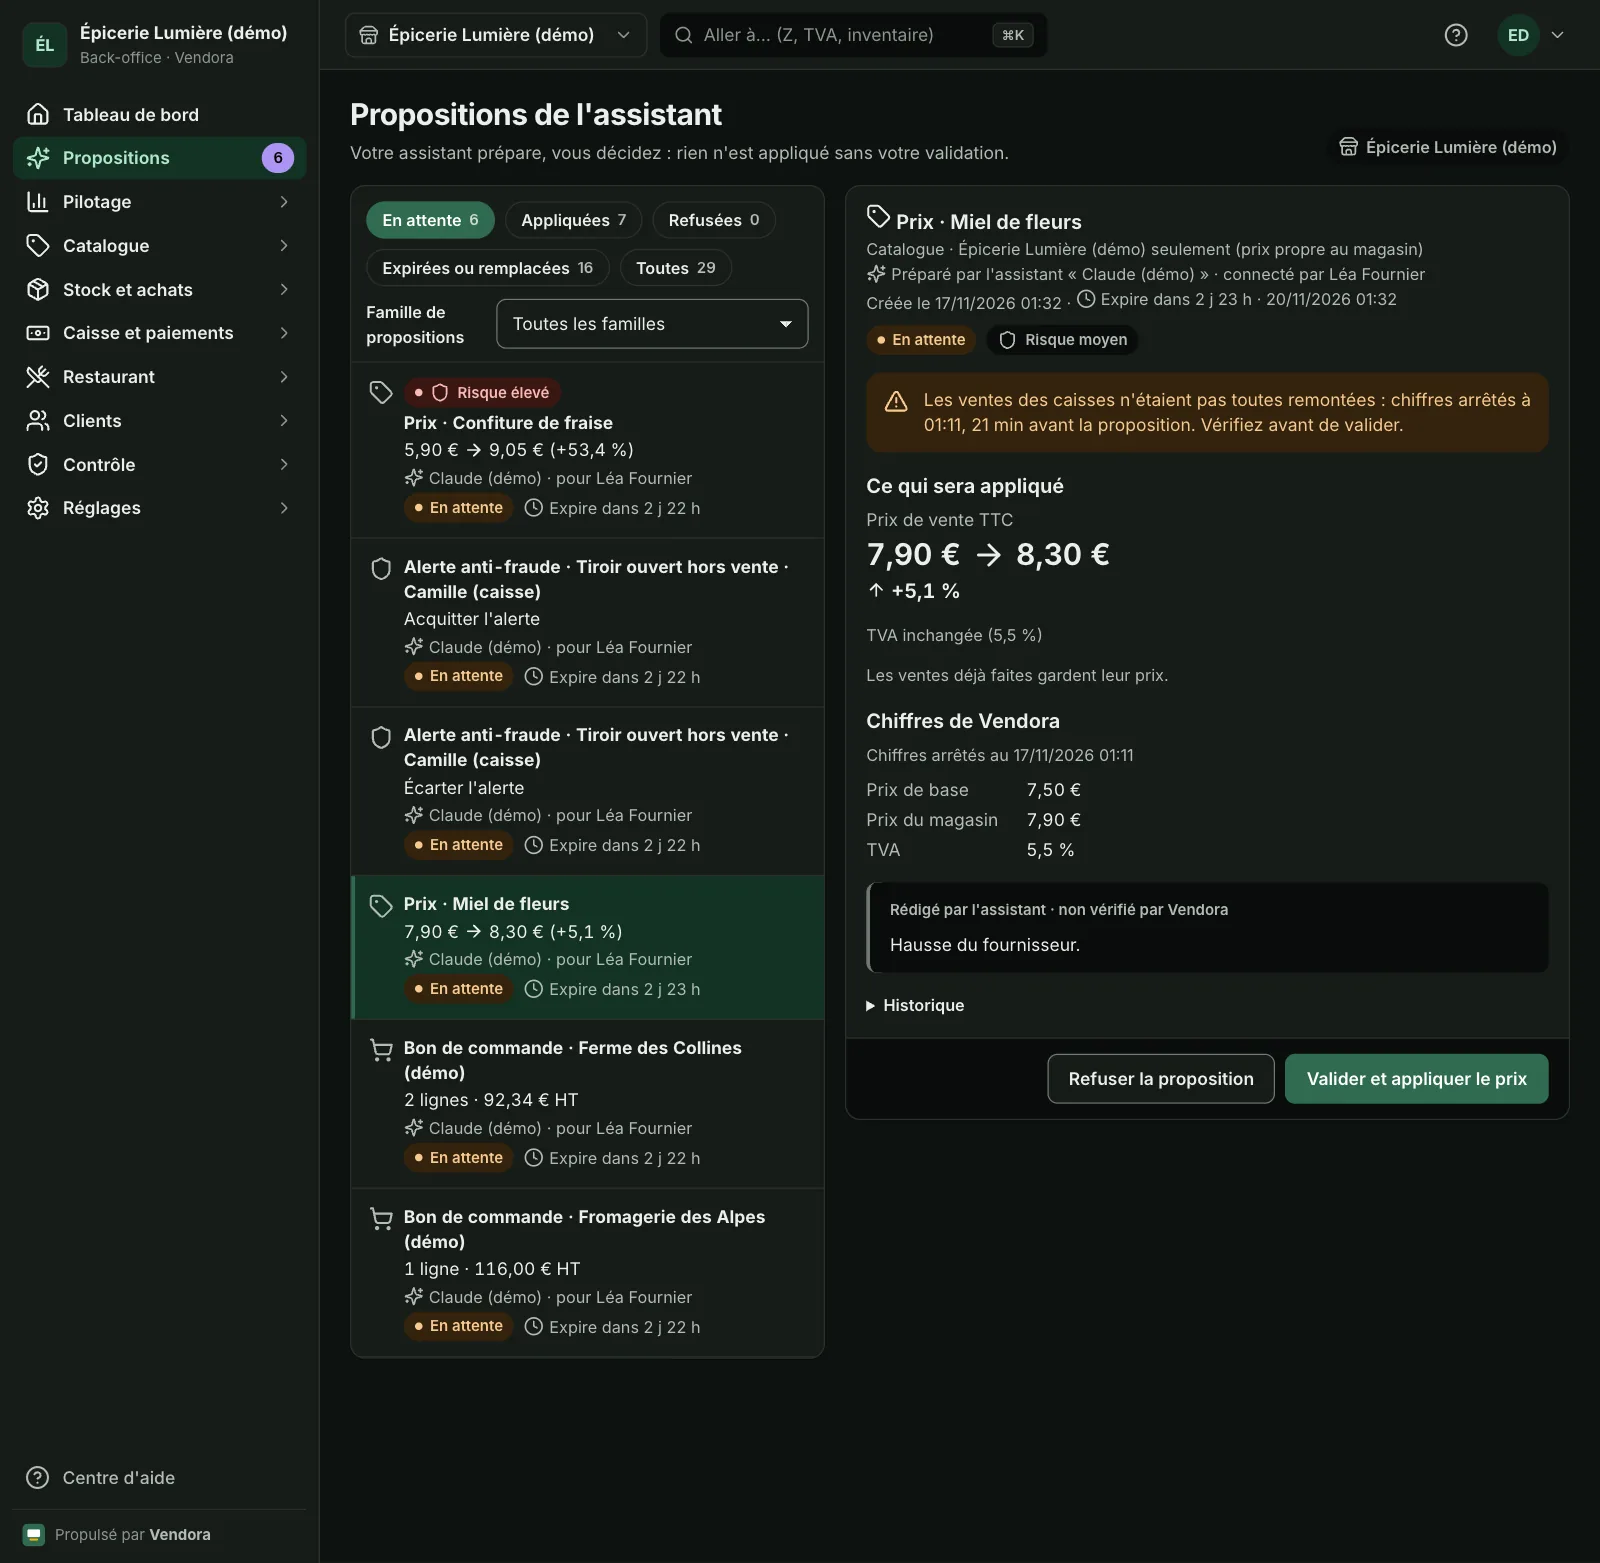 ÉL
Épicerie Lumière (démo)
Back-office · Vendora
Tableau de bord
Propositions
6
Pilotage
Catalogue
Stock et achats
Caisse et paiements
Restaurant
Clients
Contrôle
Réglages
Centre d'aide
Propulsé par Vendora
Épicerie Lumière (démo)
Aller à... (Z, TVA, inventaire)
⌘K
ED
Propositions de l'assistant
Votre assistant prépare, vous décidez : rien n'est appliqué sans votre validation.
Épicerie Lumière (démo)
En attente 6
Appliquées 7
Refusées 0
Expirées ou remplacées 16
Toutes 29
Famille de
propositions
Toutes les familles
Risque élevé
Prix · Confiture de fraise
5,90 € → 9,05 € (+53,4 %)
Claude (démo) · pour Léa Fournier
En attente
Expire dans 2 j 22 h
Alerte anti-fraude · Tiroir ouvert hors vente ·
Camille (caisse)
Acquitter l'alerte
Claude (démo) · pour Léa Fournier
En attente
Expire dans 2 j 22 h
Alerte anti-fraude · Tiroir ouvert hors vente ·
Camille (caisse)
Écarter l'alerte
Claude (démo) · pour Léa Fournier
En attente
Expire dans 2 j 22 h
Prix · Miel de fleurs
7,90 € → 8,30 € (+5,1 %)
Claude (démo) · pour Léa Fournier
En attente
Expire dans 2 j 23 h
Bon de commande · Ferme des Collines
(démo)
2 lignes · 92,34 € HT
Claude (démo) · pour Léa Fournier
En attente
Expire dans 2 j 22 h
Bon de commande · Fromagerie des Alpes
(démo)
1 ligne · 116,00 € HT
Claude (démo) · pour Léa Fournier
En attente
Expire dans 2 j 22 h
Prix · Miel de fleurs
Catalogue · Épicerie Lumière (démo) seulement (prix propre au magasin)
Préparé par l'assistant « Claude (démo) » · connecté par Léa Fournier
Créée le 17/11/2026 01:32 · Expire dans 2 j 23 h · 20/11/2026 01:32
En attente
Risque moyen
Les ventes des caisses n'étaient pas toutes remontées : chiffres arrêtés à
01:11, 21 min avant la proposition. Vérifiez avant de valider.
Ce qui sera appliqué
Prix de vente TTC
7,90 € → 8,30 €
↑ +5,1 %
TVA inchangée (5,5 %)
Les ventes déjà faites gardent leur prix.
Chiffres de Vendora
Chiffres arrêtés au 17/11/2026 01:11
Prix de base 7,50 €
Prix du magasin 7,90 €
TVA 5,5 %
Rédigé par l'assistant · non vérifié par Vendora
Hausse du fournisseur.
Historique
Refuser la proposition
Valider et appliquer le prix